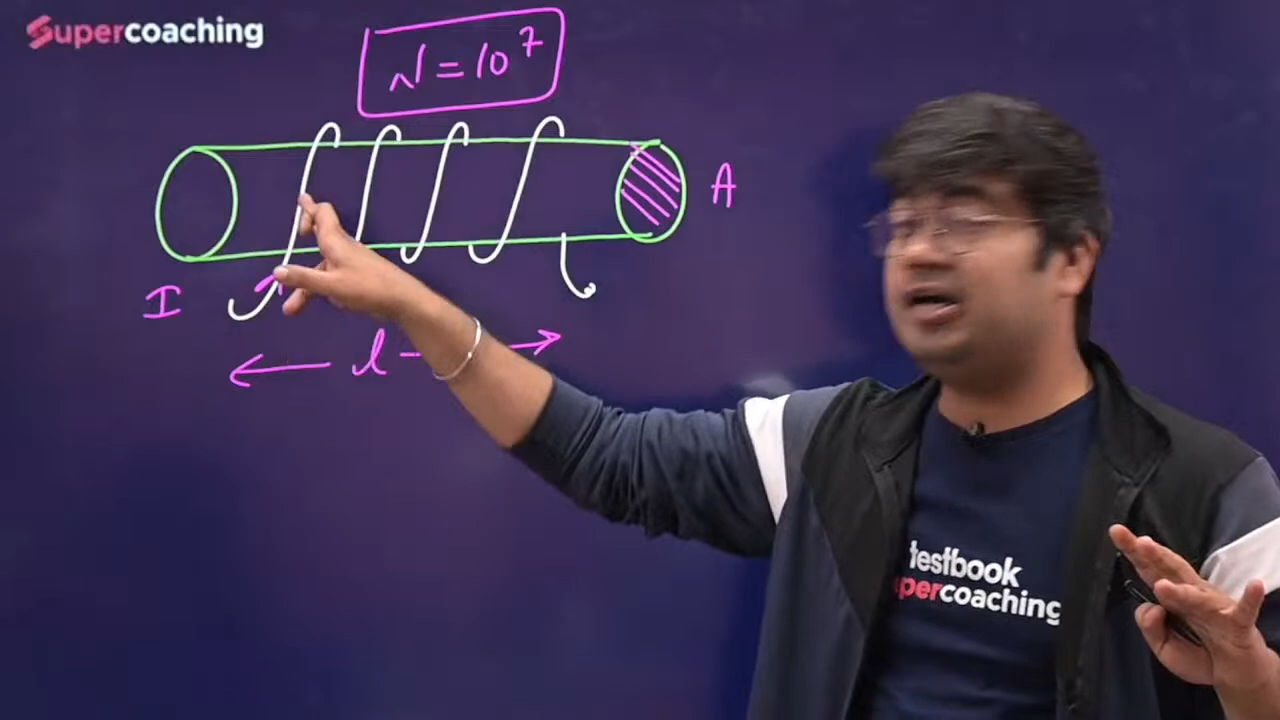 Supercoaching
N = 10⁷
A
I
l
testbook
supercoaching